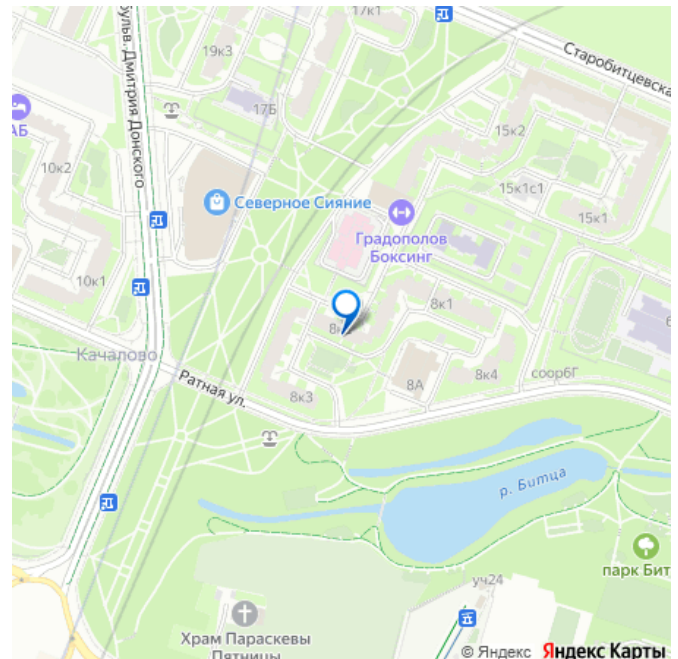 17к1
Старобитцевска
бульв. Дмитрия Донского
19к3
17Б
АБ
15к2
10к2
15к1с1
Северное Сияние
15к1
Градополов
Боксинг
10к1
8к1
Качалово
8А
8к4
соор6Г
Ратная ул.
8к3
р. Битца
парк Бит
уч24
Храм Параскевы
Пятницы
© Яндекс Яндекс Карты